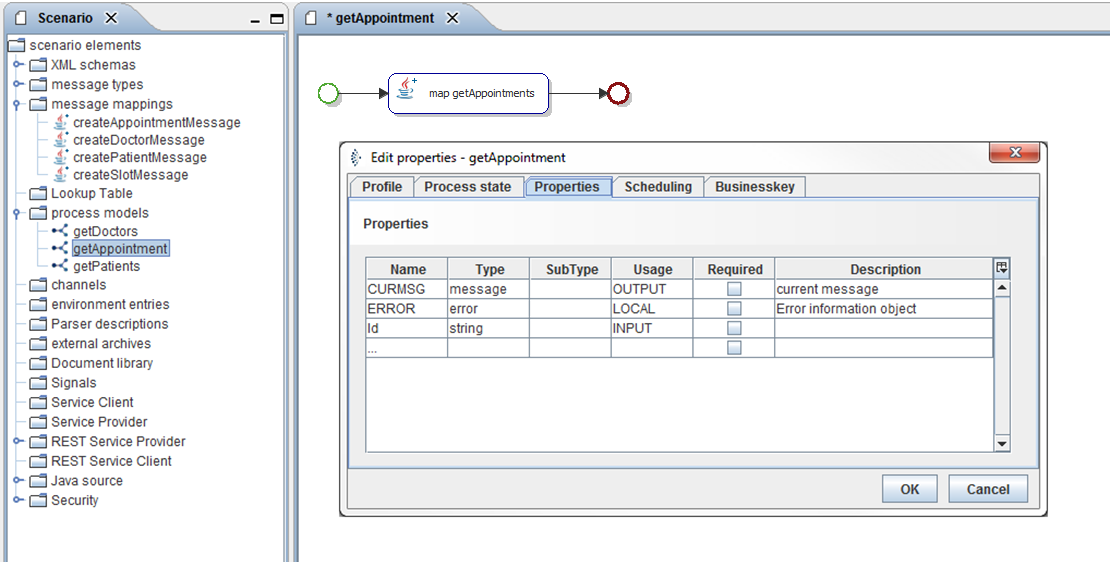 Scenario
scenario elements
XML schemas
message types
message mappings
createAppointmentMessage
createDoctorMessage
createPatientMessage
createSlotMessage
Lookup Table
process models
getDoctors
getAppointment
getPatients
channels
environment entries
Parser descriptions
external archives
Document library
Signals
Service Client
Service Provider
REST Service Provider
REST Service Client
Java source
Security
* getAppointment
map getAppointments
Edit properties - getAppointment
Profile Process state Properties Scheduling Businesskey
Properties
Name Type SubType Usage Required Description
CURMSG message OUTPUT current message
ERROR error LOCAL Error information object
Id string INPUT
...
OK Cancel